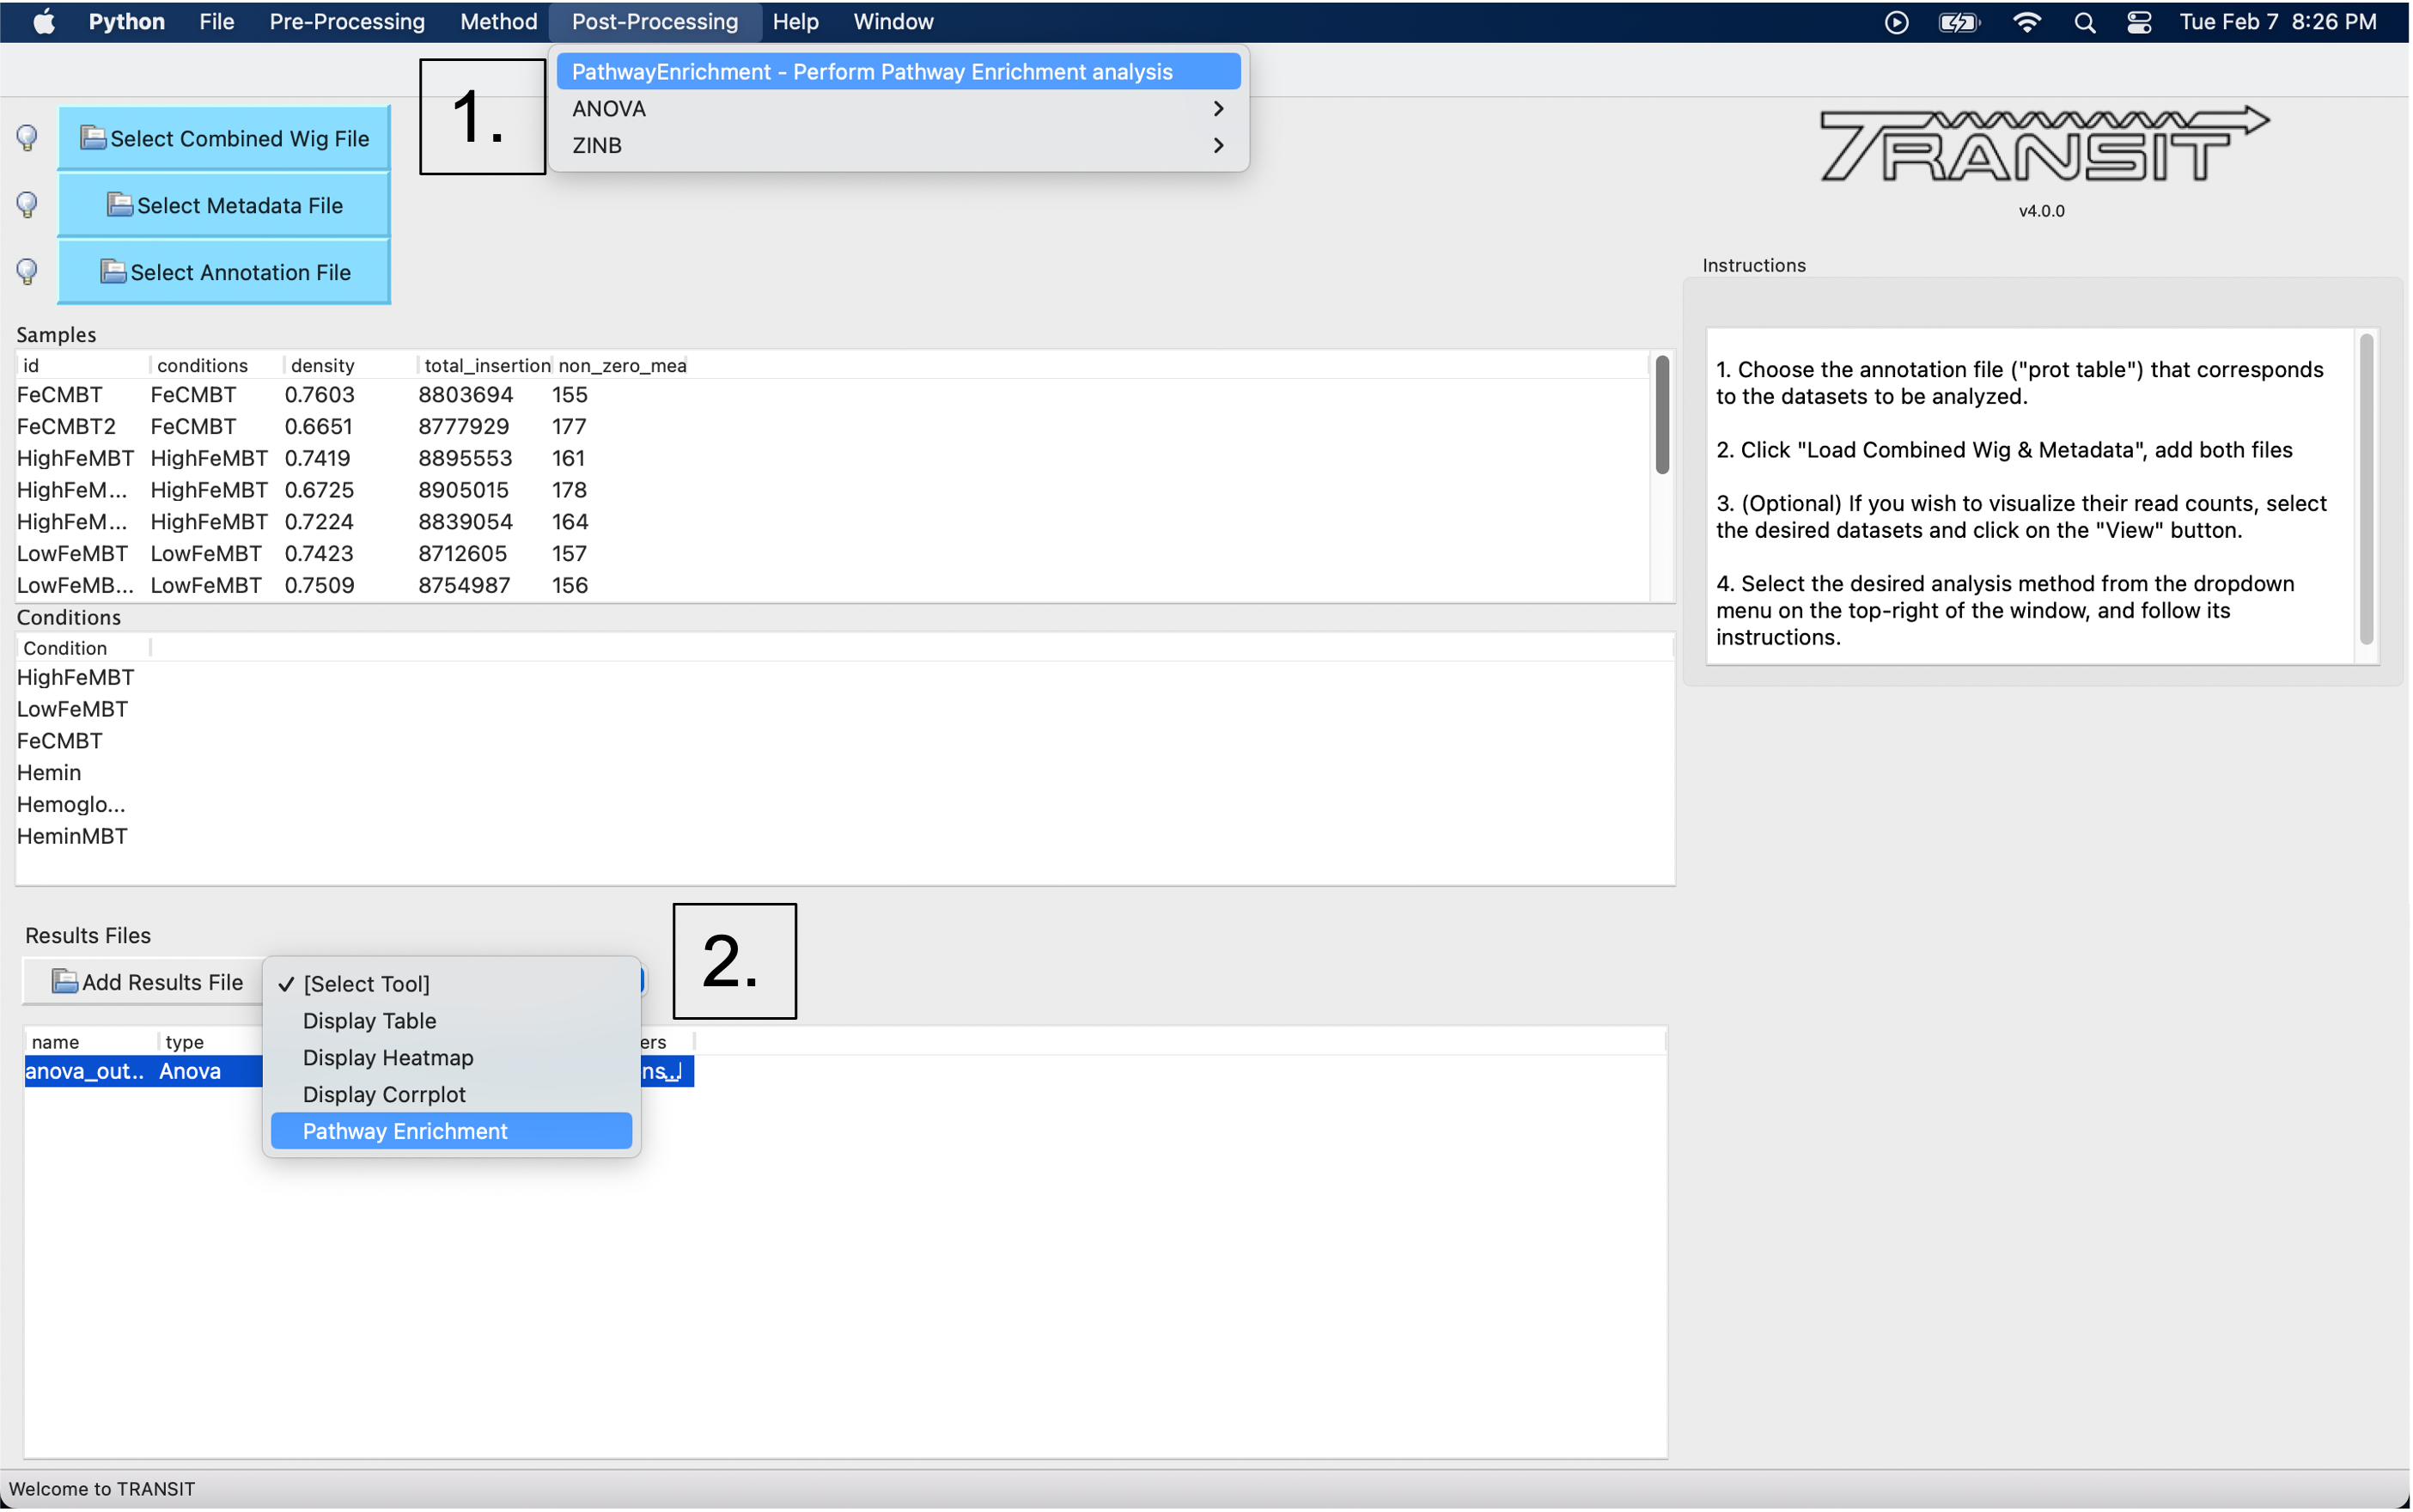 Python File Pre-Processing Method Post-Processing Help Window Tue Feb 7 8:26 PM
1.
PathwayEnrichment - Perform Pathway Enrichment analysis
ANOVA
ZINB
Select Combined Wig File
Select Metadata File
Select Annotation File
TRANSIT
v4.0.0
Instructions
1. Choose the annotation file ("prot table") that corresponds
to the datasets to be analyzed.
2. Click "Load Combined Wig & Metadata", add both files
3. (Optional) If you wish to visualize their read counts, select
the desired datasets and click on the "View" button.
4. Select the desired analysis method from the dropdown
menu on the top-right of the window, and follow its
instructions.
Samples
id conditions density total_insertion non_zero_mea
FeCMBT FeCMBT 0.7603 8803694 155
FeCMBT2 FeCMBT 0.6651 8777929 177
HighFeMBT HighFeMBT 0.7419 8895553 161
HighFeM... HighFeMBT 0.6725 8905015 178
HighFeM... HighFeMBT 0.7224 8839054 164
LowFeMBT LowFeMBT 0.7423 8712605 157
LowFeMB... LowFeMBT 0.7509 8754987 156
Conditions
Condition
HighFeMBT
LowFeMBT
FeCMBT
Hemin
Hemoglo...
HeminMBT
2.
Results Files
Add Results File
[Select Tool]
Display Table
Display Heatmap
Display Corrplot
Pathway Enrichment
name type ers
anova_out... Anova ns...
Welcome to TRANSIT